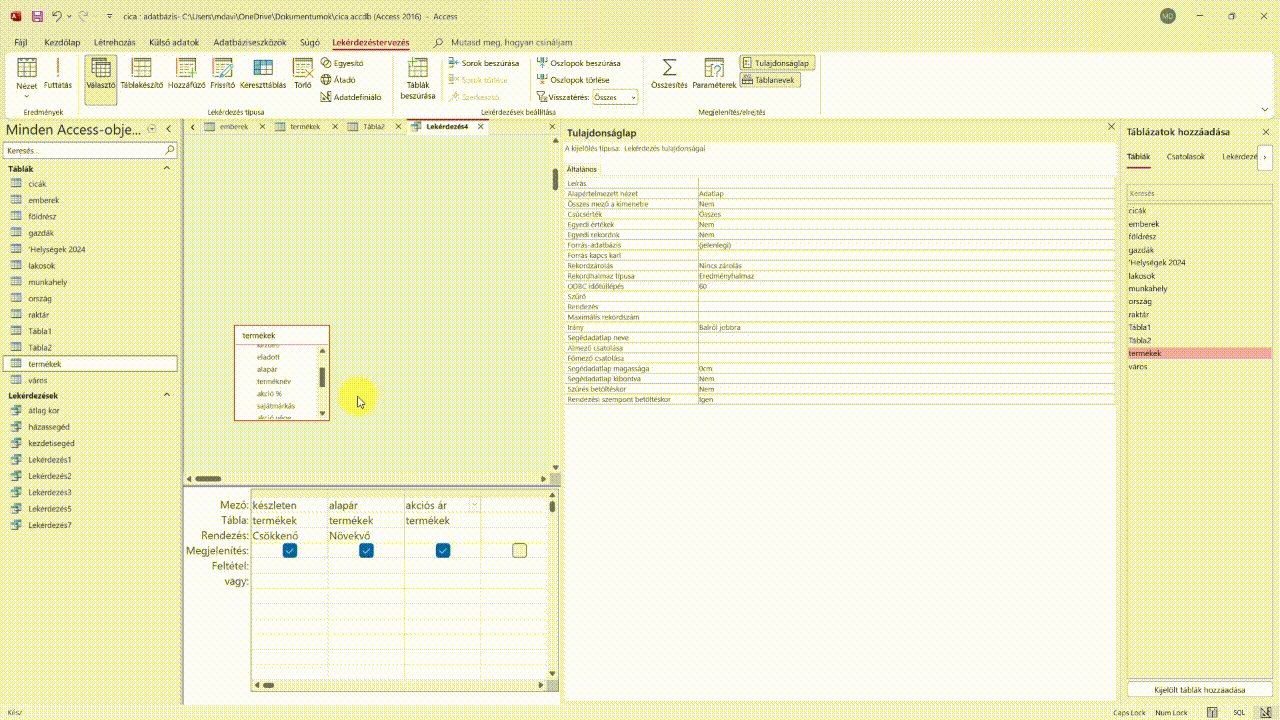 cica : adatbázis- C:\Users\mdavi\OneDrive\Dokumentumok\cica.accdb (Access 2016) - Access
MD
Fájl Kezdőlap Létrehozás Külső adatok Adatbáziseszközök Súgó Lekérdezéstervezés Mutasd meg, hogyan csináljam
Nézet
Futtatás
Választó
Táblakészítő
Hozzáfűző
Frissítő
Kereszttáblás
Törlő
Egyesítő
Átadó
Adatdefiniáló
Táblák beszúrása
Sorok beszúrása
Sorok törlése
Szerkesztő
Oszlopok beszúrása
Oszlopok törlése
Visszatérés: Összes
Összesítés
Paraméterek
Tulajdonságlap
Táblanevek
Eredmények
Lekérdezés típusa
Lekérdezések beállítása
Megjelenítés/elrejtés
Minden Access-obje...
Keresés...
Táblák
cicák
emberek
földrész
gazdák
'Helységek 2024
lakosok
munkahely
ország
raktár
Tábla1
Tábla2
termékek
város
Lekérdezések
átlag kor
házassegéd
kezdetisegéd
Lekérdezés1
Lekérdezés2
Lekérdezés3
Lekérdezés5
Lekérdezés7
emberek
termékek
Tábla2
Lekérdezés4
termékek
eladott
alapár
terméknév
akció %
sajátmárkás
akció vége
Mező: készleten alapár akciós ár
Tábla: termékek termékek termékek
Rendezés: Csökkenő Növekvő
Megjelenítés:
Feltétel:
vagy:
Tulajdonságlap
A kijelölés típusa: Lekérdezés tulajdonságai
Általános
Leírás
Alapértelmezett nézet Adatlap
Összes mező a kimenetre Nem
Csúcsérték Összes
Egyedi értékek Nem
Egyedi rekordok Nem
Forrás-adatbázis (jelenlegi)
Forrás kapcs karl
Rekordzárolás Nincs zárolás
Rekordhalmaz típusa Eredményhalmaz
ODBC időtúllépés 60
Szűrő
Rendezés
Maximális rekordszám
Irány Balról jobbra
Segédadatlap neve
Almező csatolása
Főmező csatolása
Segédadatlap magassága 0cm
Segédadatlap kibontva Nem
Szűrés betöltéskor Nem
Rendezési szempont betöltéskor Igen
Táblázatok hozzáadása
Táblák Csatolások Lekérdezé
Keresés
cicák
emberek
földrész
gazdák
'Helységek 2024
lakosok
munkahely
ország
raktár
Tábla1
Tábla2
termékek
város
Kijelölt táblák hozzáadása
Kész
Caps Lock Num Lock SQL